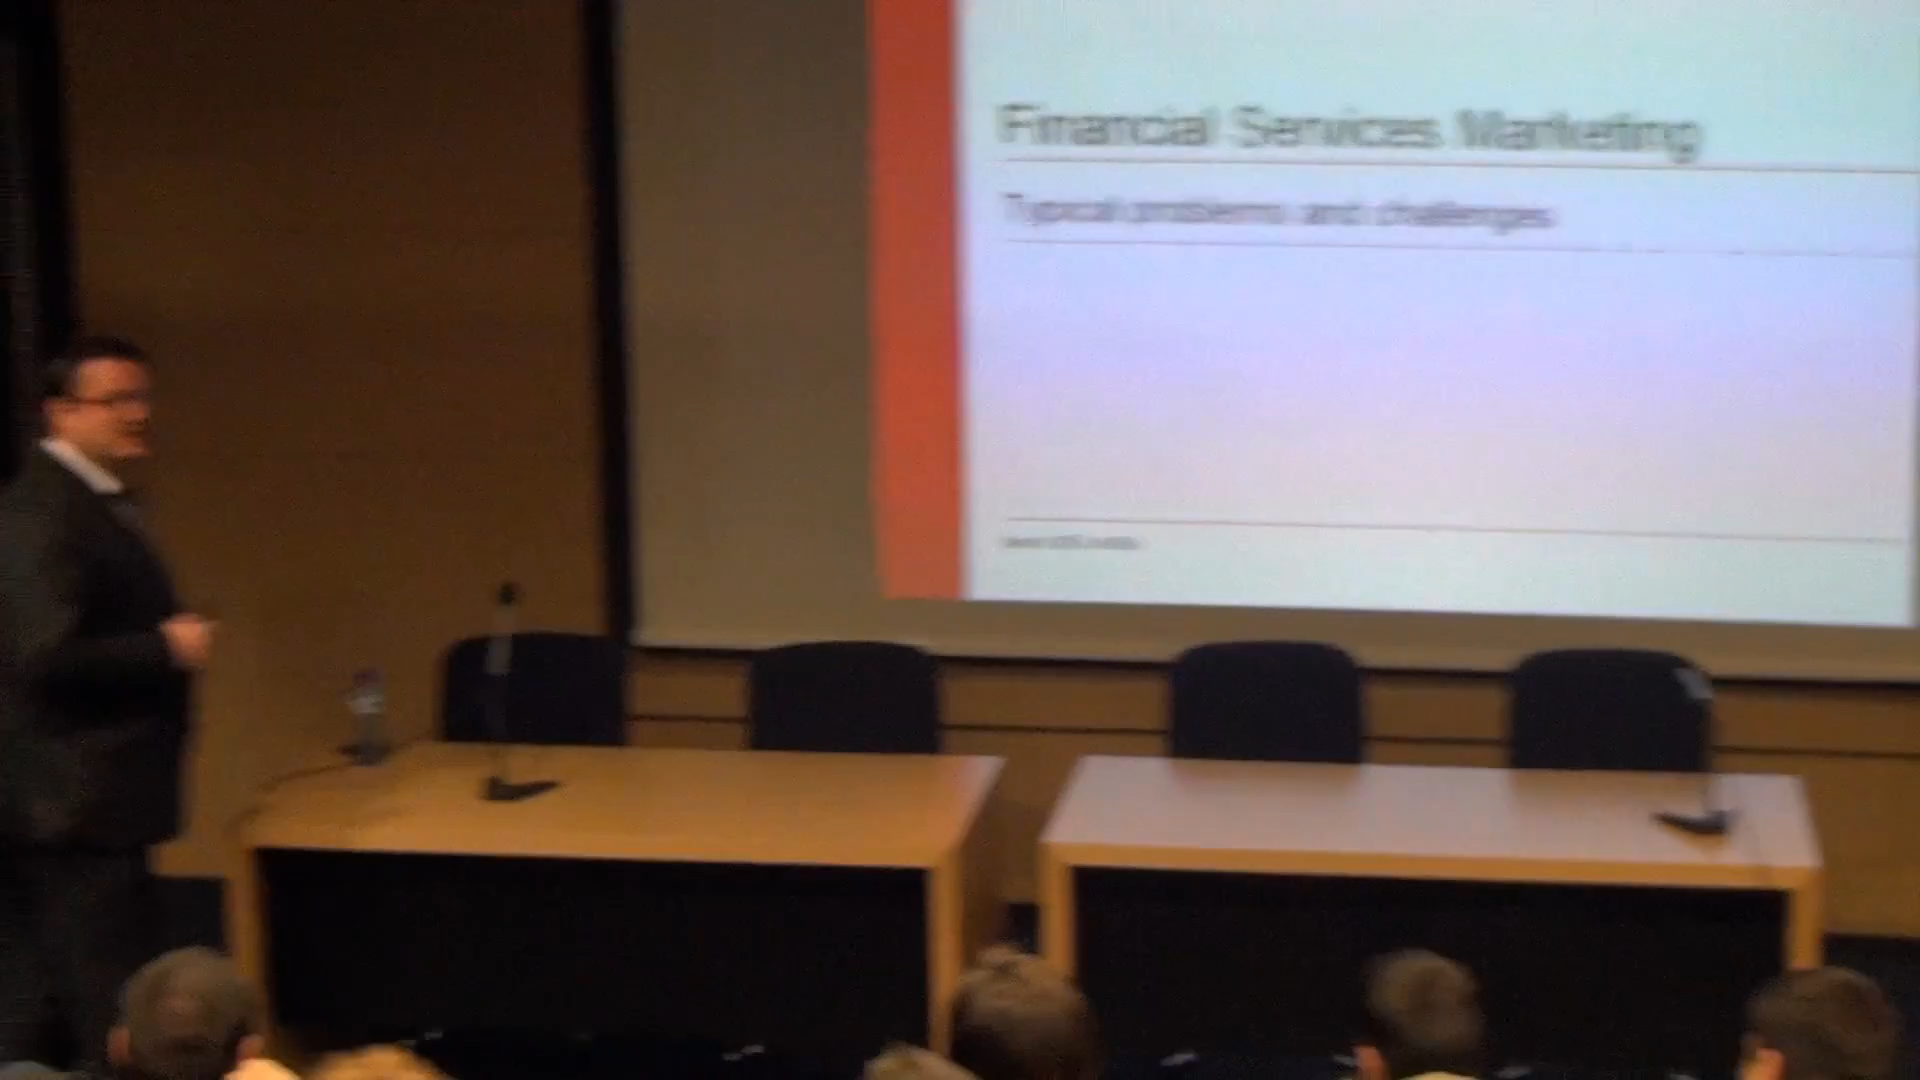 Financial Services Marketing
Typical problems and challenges